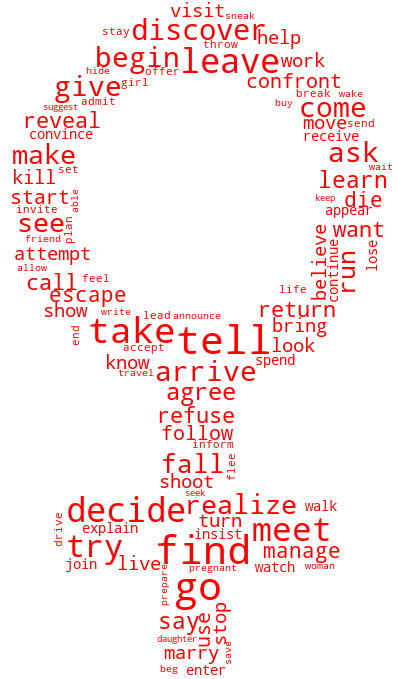 visit
sneak
stay
discover
help
throw
begin
leave
work
hide
offer
girl
confront
give
admit
break
wake
suggest
buy
come
reveal
move
send
convince
receive
make
ask
wait
kill
set
learn
start
able
keep
die
invite
appear
see
plan
want
friend
attempt
believe
continue
lose
allow
call
feel
run
escape
life
show
write
lead
announce
return
end
take
tell
bring
accept
look
know
spend
travel
arrive
agree
refuse
follow
inform
fall
flee
shoot
seek
decide
realize
walk
drive
explain
turn
meet
insist
try
find
manage
join
live
pregnant
watch
woman
prepare
go
say
use
stop
daughter
marry
save
beg
enter